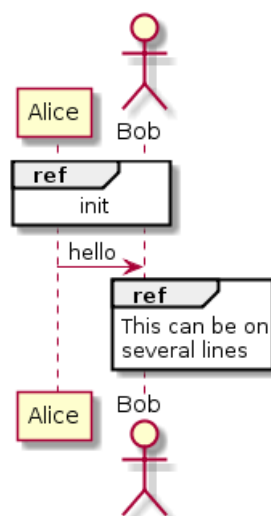 Alice
Bob
ref
init
hello
ref
This can be on
several lines
Alice
Bob